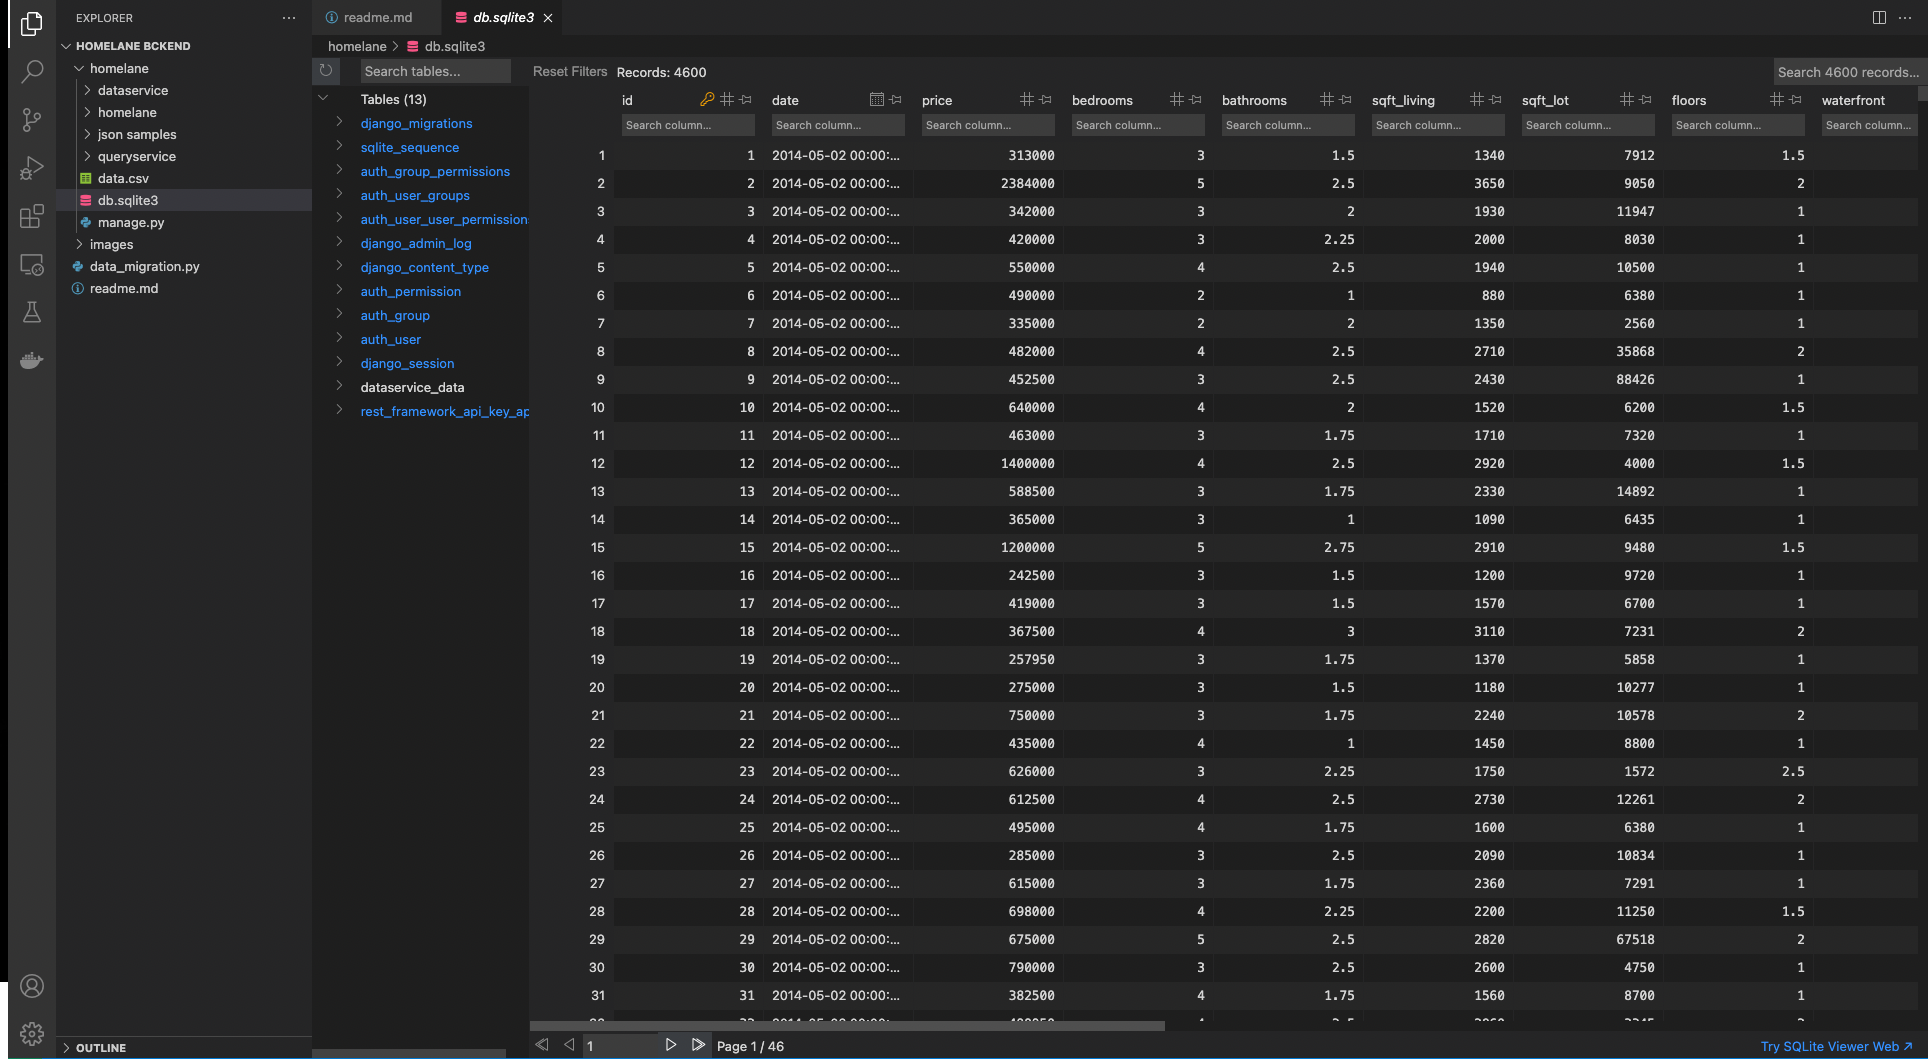 EXPLORER
HOMELANE BCKEND
homelane
dataservice
homelane
json samples
queryservice
data.csv
db.sqlite3
manage.py
images
data_migration.py
readme.md
OUTLINE
readme.md
db.sqlite3
homelane > db.sqlite3
Search tables...
Reset Filters Records: 4600
Search 4600 records...
Tables (13)
django_migrations
sqlite_sequence
auth_group_permissions
auth_user_groups
auth_user_user_permission
django_admin_log
django_content_type
auth_permission
auth_group
auth_user
django_session
dataservice_data
rest_framework_api_key_ap
id date price bedrooms bathrooms sqft_living sqft_lot floors waterfront
Search column... Search column... Search column... Search column... Search column... Search column... Search column... Search column... Search column...
1 1 2014-05-02 00:00:... 313000 3 1.5 1340 7912 1.5
2 2 2014-05-02 00:00:... 2384000 5 2.5 3650 9050 2
3 3 2014-05-02 00:00:... 342000 3 2 1930 11947 1
4 4 2014-05-02 00:00:... 420000 3 2.25 2000 8030 1
5 5 2014-05-02 00:00:... 550000 4 2.5 1940 10500 1
6 6 2014-05-02 00:00:... 490000 2 1 880 6380 1
7 7 2014-05-02 00:00:... 335000 2 2 1350 2560 1
8 8 2014-05-02 00:00:... 482000 4 2.5 2710 35868 2
9 9 2014-05-02 00:00:... 452500 3 2.5 2430 88426 1
10 10 2014-05-02 00:00:... 640000 4 2 1520 6200 1.5
11 11 2014-05-02 00:00:... 463000 3 1.75 1710 7320 1
12 12 2014-05-02 00:00:... 1400000 4 2.5 2920 4000 1.5
13 13 2014-05-02 00:00:... 588500 3 1.75 2330 14892 1
14 14 2014-05-02 00:00:... 365000 3 1 1090 6435 1
15 15 2014-05-02 00:00:... 1200000 5 2.75 2910 9480 1.5
16 16 2014-05-02 00:00:... 242500 3 1.5 1200 9720 1
17 17 2014-05-02 00:00:... 419000 3 1.5 1570 6700 1
18 18 2014-05-02 00:00:... 367500 4 3 3110 7231 2
19 19 2014-05-02 00:00:... 257950 3 1.75 1370 5858 1
20 20 2014-05-02 00:00:... 275000 3 1.5 1180 10277 1
21 21 2014-05-02 00:00:... 750000 3 1.75 2240 10578 2
22 22 2014-05-02 00:00:... 435000 4 1 1450 8800 1
23 23 2014-05-02 00:00:... 626000 3 2.25 1750 1572 2.5
24 24 2014-05-02 00:00:... 612500 4 2.5 2730 12261 2
25 25 2014-05-02 00:00:... 495000 4 1.75 1600 6380 1
26 26 2014-05-02 00:00:... 285000 3 2.5 2090 10834 1
27 27 2014-05-02 00:00:... 615000 3 1.75 2360 7291 1
28 28 2014-05-02 00:00:... 698000 4 2.25 2200 11250 1.5
29 29 2014-05-02 00:00:... 675000 5 2.5 2820 67518 2
30 30 2014-05-02 00:00:... 790000 3 2.5 2600 4750 1
31 31 2014-05-02 00:00:... 382500 4 1.75 1560 8700 1
1 Page 1 / 46
Try SQLite Viewer Web ↗